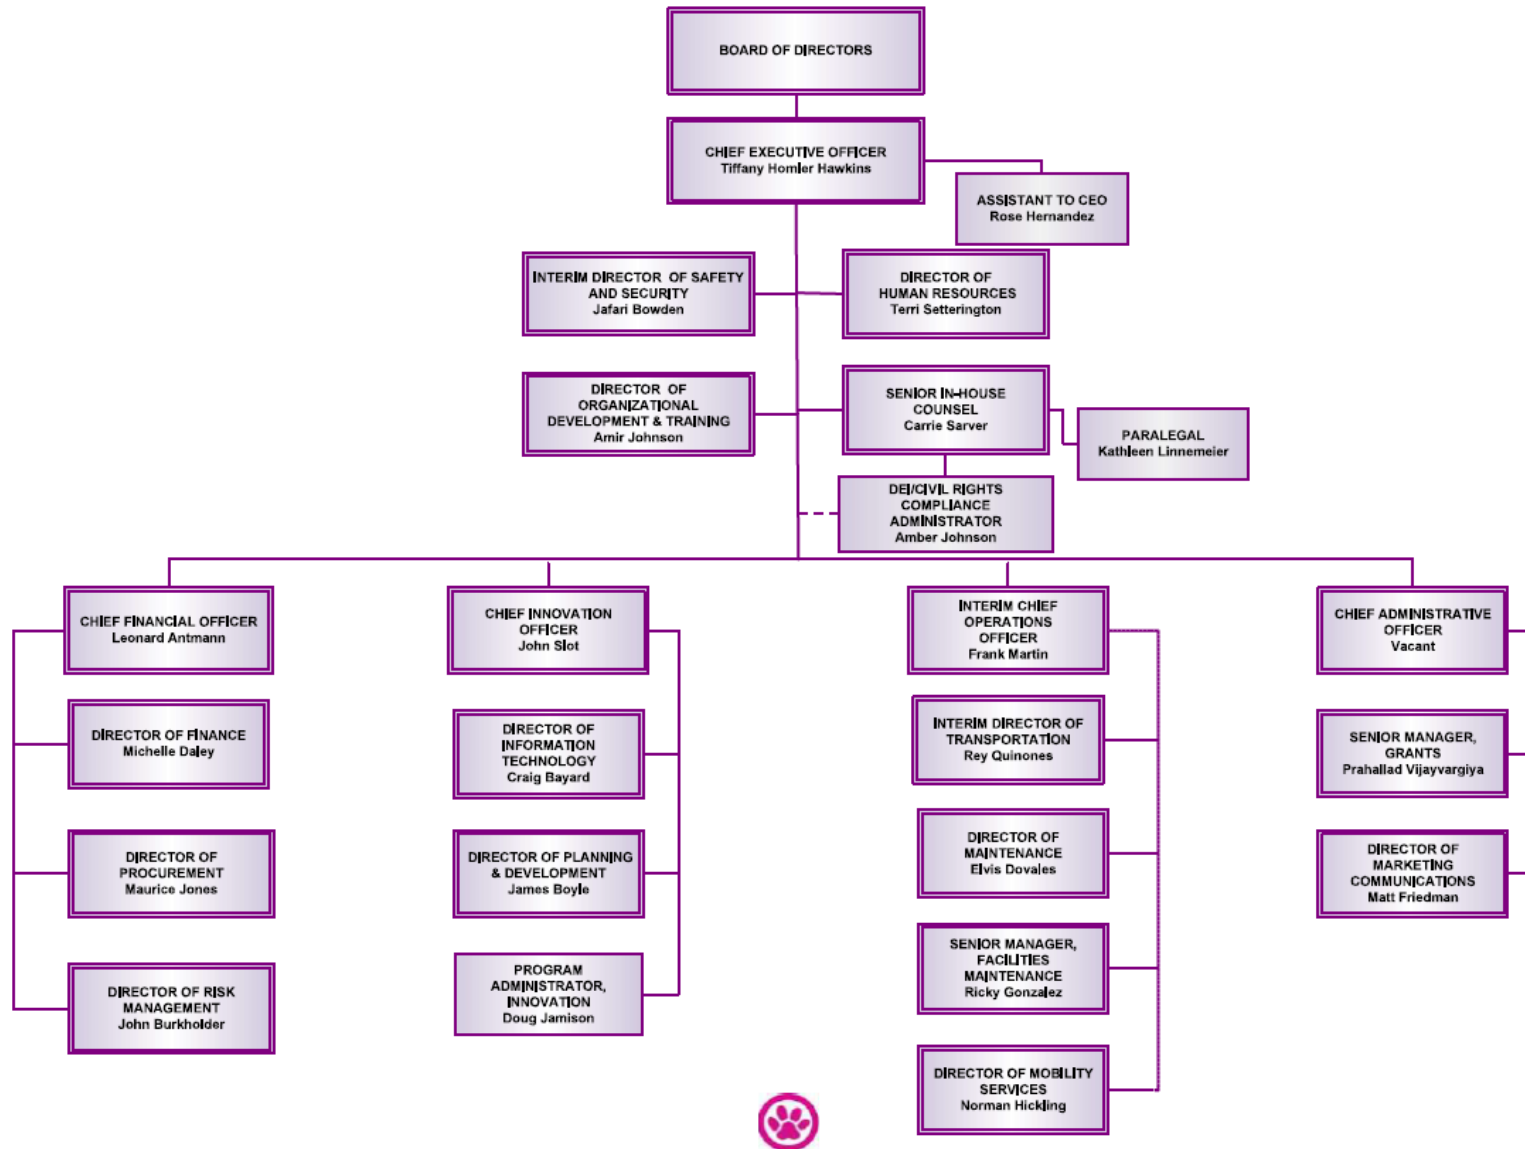 BOARD OF DIRECTORS
CHIEF EXECUTIVE OFFICER
Tiffany Homler Hawkins
ASSISTANT TO CEO
Rose Hernandez
INTERIM DIRECTOR OF SAFETY
AND SECURITY
Jafari Bowden
DIRECTOR OF
HUMAN RESOURCES
Terri Setterington
DIRECTOR OF
ORGANIZATIONAL
DEVELOPMENT & TRAINING
Amir Johnson
SENIOR IN-HOUSE
COUNSEL
Carrie Sarver
PARALEGAL
Kathleen Linnemeier
DEI/CIVIL RIGHTS
COMPLIANCE
ADMINISTRATOR
Amber Johnson
CHIEF FINANCIAL OFFICER
Leonard Antmann
DIRECTOR OF FINANCE
Michelle Daley
DIRECTOR OF
PROCUREMENT
Maurice Jones
DIRECTOR OF RISK
MANAGEMENT
John Burkholder
CHIEF INNOVATION
OFFICER
John Slot
DIRECTOR OF
INFORMATION
TECHNOLOGY
Craig Bayard
DIRECTOR OF PLANNING
& DEVELOPMENT
James Boyle
PROGRAM
ADMINISTRATOR,
INNOVATION
Doug Jamison
INTERIM CHIEF
OPERATIONS
OFFICER
Frank Martin
INTERIM DIRECTOR OF
TRANSPORTATION
Rey Quinones
DIRECTOR OF
MAINTENANCE
Elvis Dovales
SENIOR MANAGER,
FACILITIES
MAINTENANCE
Ricky Gonzalez
DIRECTOR OF MOBILITY
SERVICES
Norman Hickling
CHIEF ADMINISTRATIVE
OFFICER
Vacant
SENIOR MANAGER,
GRANTS
Prahallad Vijayvargiya
DIRECTOR OF
MARKETING
COMMUNICATIONS
Matt Friedman